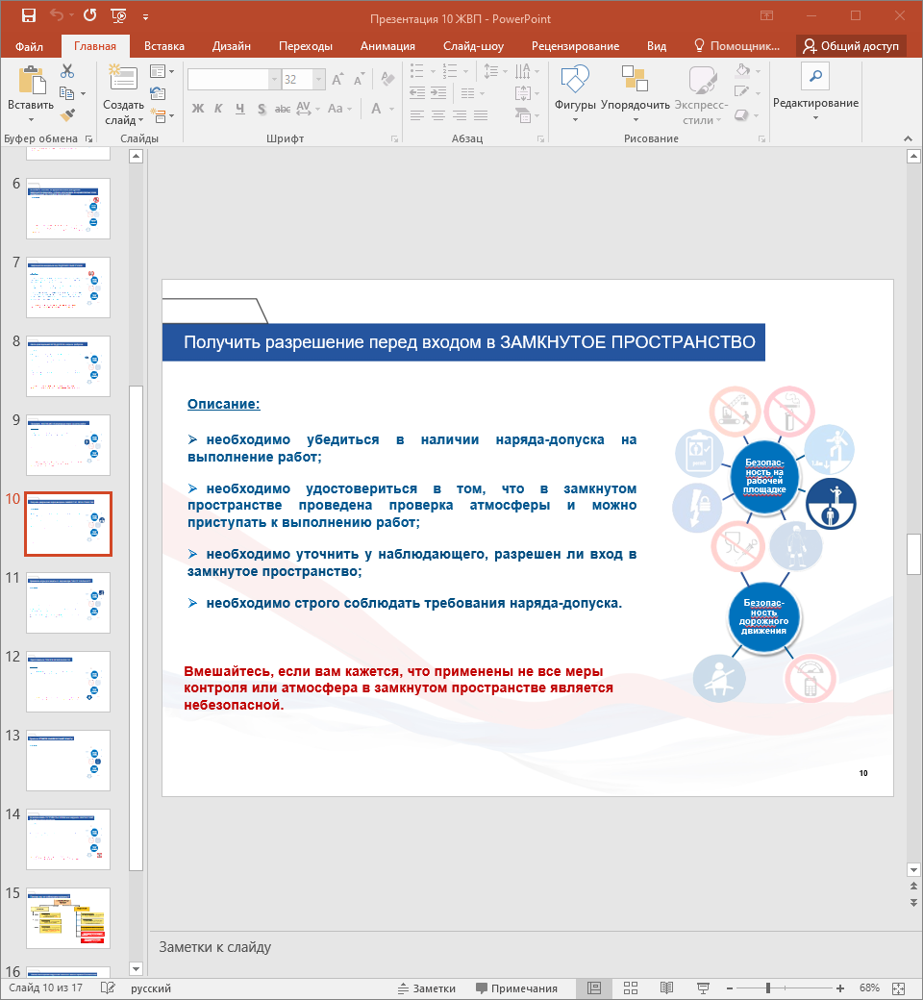 Презентация 10 ЖВП - PowerPoint
Файл Главная Вставка Дизайн Переходы Анимация Слайд-шоу Рецензирование Вид Помощник... Общий доступ
Вставить
Создать
слайд
32
Ж К Ч S abc AV Aa A
Фигуры Упорядочить Экспресс-
стили
Редактирование
Буфер обмена Слайды Шрифт Абзац Рисование
6
7
8
9
10
11
12
13
14
15
16
Получить разрешение перед входом в ЗАМКНУТОЕ ПРОСТРАНСТВО
Описание:
➢ необходимо убедиться в наличии наряда-допуска на
выполнение работ;
➢ необходимо удостовериться в том, что в замкнутом
пространстве проведена проверка атмосферы и можно
приступать к выполнению работ;
➢ необходимо уточнить у наблюдающего, разрешен ли вход в
замкнутое пространство;
➢ необходимо строго соблюдать требования наряда-допуска.
Вмешайтесь, если вам кажется, что применены не все меры
контроля или атмосфера в замкнутом пространстве является
небезопасной.
Безопас-
ность на
рабочей
площадке
Безопас-
ность
дорожного
движения
10
Заметки к слайду
Слайд 10 из 17 русский Заметки Примечания 68%